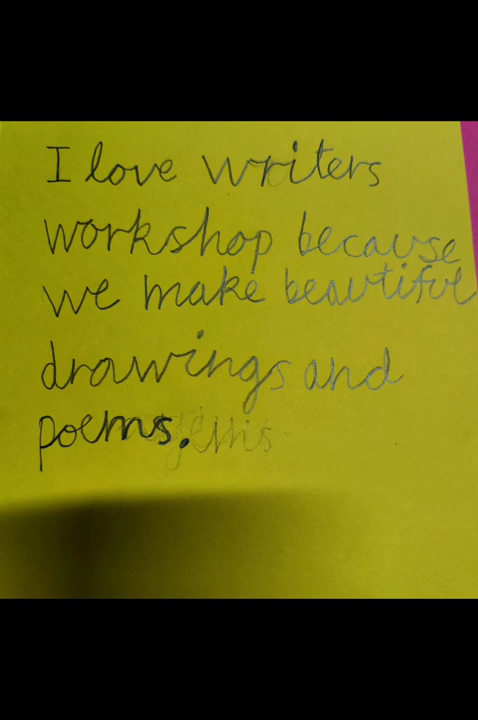 I love writers
workshop because
we make beautiful
drawings and
poems.